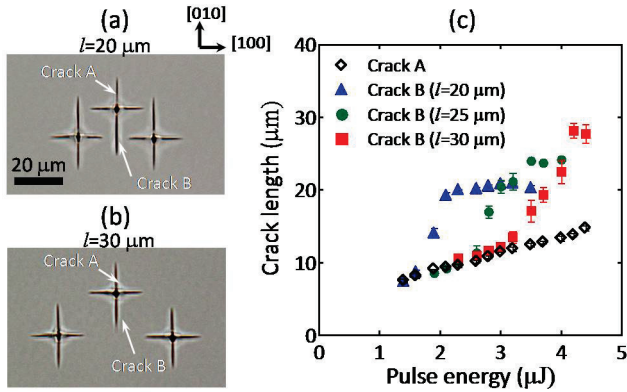 (a)
l=20 μm
[010]
[100]
Crack A
20 μm
Crack B
(b)
l=30 μm
Crack A
Crack B
(c)
Crack length (μm)
40
30
20
10
0
Crack A
Crack B (l=20 μm)
Crack B (l=25 μm)
Crack B (l=30 μm)
0 1 2 3 4 5
Pulse energy (μJ)